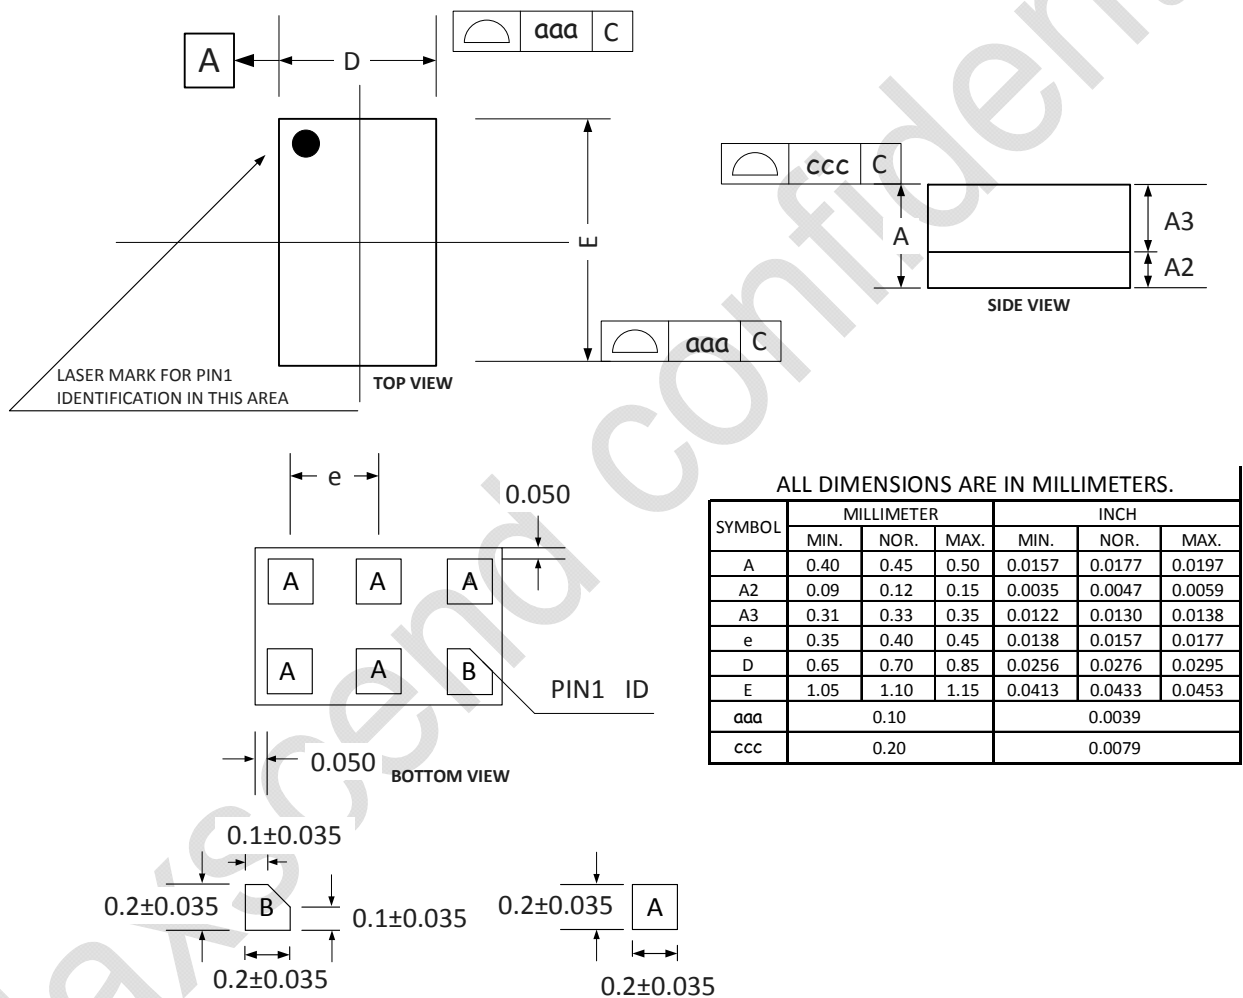 aaa C
A
D
ccc C
A
A3
E
A2
SIDE VIEW
aaa C
LASER MARK FOR PIN1
IDENTIFICATION IN THIS AREA
TOP VIEW
e
0.050
A A A
A A B
PIN1 ID
0.050
BOTTOM VIEW
ALL DIMENSIONS ARE IN MILLIMETERS.
SYMBOL MILLIMETER INCH
MIN. NOR. MAX. MIN. NOR. MAX.
A 0.40 0.45 0.50 0.0157 0.0177 0.0197
A2 0.09 0.12 0.15 0.0035 0.0047 0.0059
A3 0.31 0.33 0.35 0.0122 0.0130 0.0138
e 0.35 0.40 0.45 0.0138 0.0157 0.0177
D 0.65 0.70 0.85 0.0256 0.0276 0.0295
E 1.05 1.10 1.15 0.0413 0.0433 0.0453
aaa 0.10 0.0039
ccc 0.20 0.0079
0.1±0.035
0.2±0.035
B
0.1±0.035
0.2±0.035
0.2±0.035
A
0.2±0.035
axscend confiden